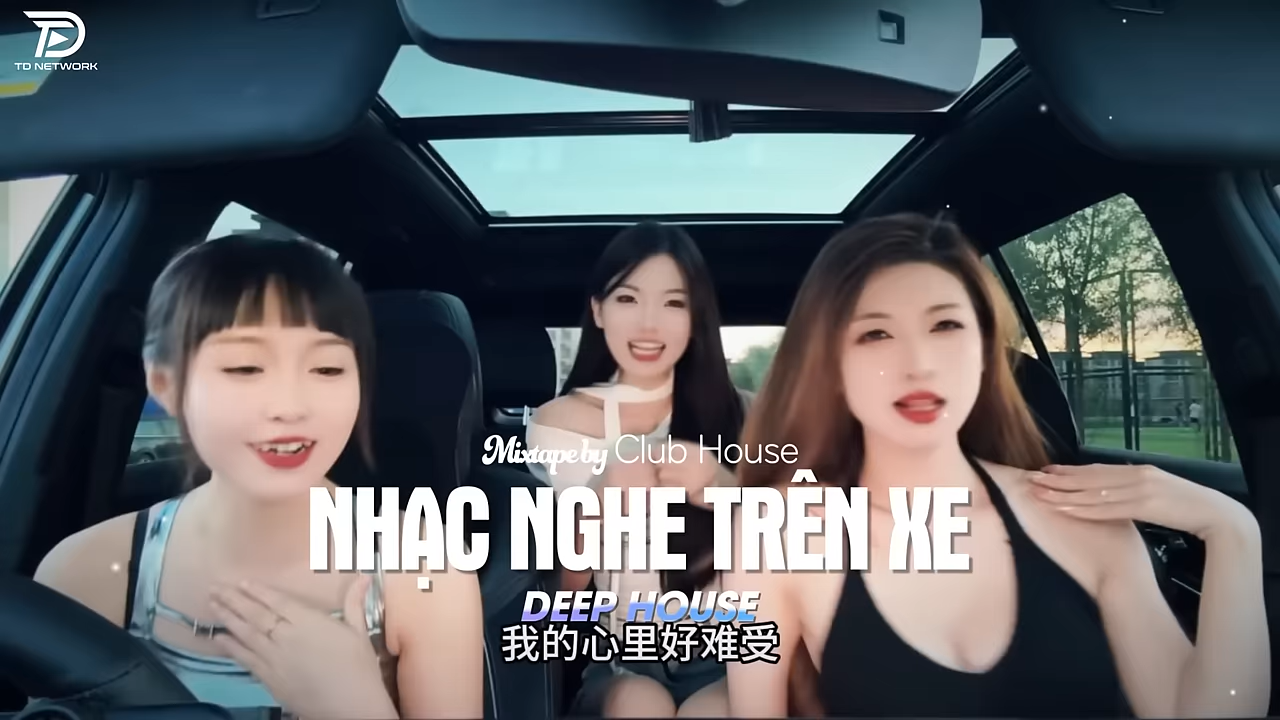 TD NETWORK
Mixtape by Club House
NHẠC NGHE TRÊN XE
DEEP HOUSE
我的心里好难受